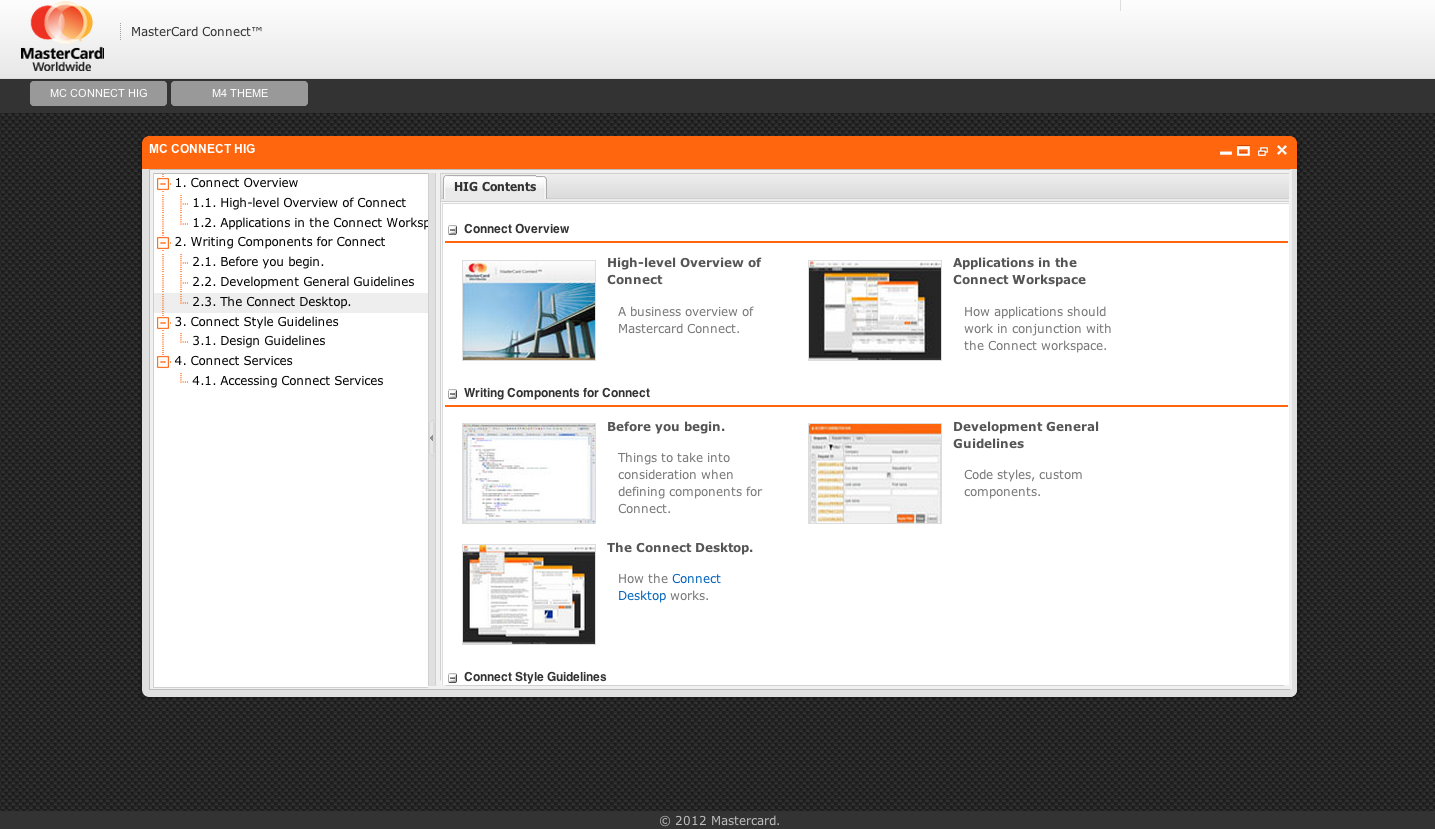 MasterCard
Worldwide
MasterCard Connect™
MC CONNECT HIG
M4 THEME
MC CONNECT HIG
1. Connect Overview
1.1. High-level Overview of Connect
1.2. Applications in the Connect Worksp
2. Writing Components for Connect
2.1. Before you begin.
2.2. Development General Guidelines
2.3. The Connect Desktop.
3. Connect Style Guidelines
3.1. Design Guidelines
4. Connect Services
4.1. Accessing Connect Services
HIG Contents
Connect Overview
High-level Overview of
Connect
A business overview of
Mastercard Connect.
Applications in the
Connect Workspace
How applications should
work in conjunction with
the Connect workspace.
Writing Components for Connect
Before you begin.
Things to take into
consideration when
defining components for
Connect.
Development General
Guidelines
Code styles, custom
components.
The Connect Desktop.
How the Connect
Desktop works.
Connect Style Guidelines
© 2012 Mastercard.